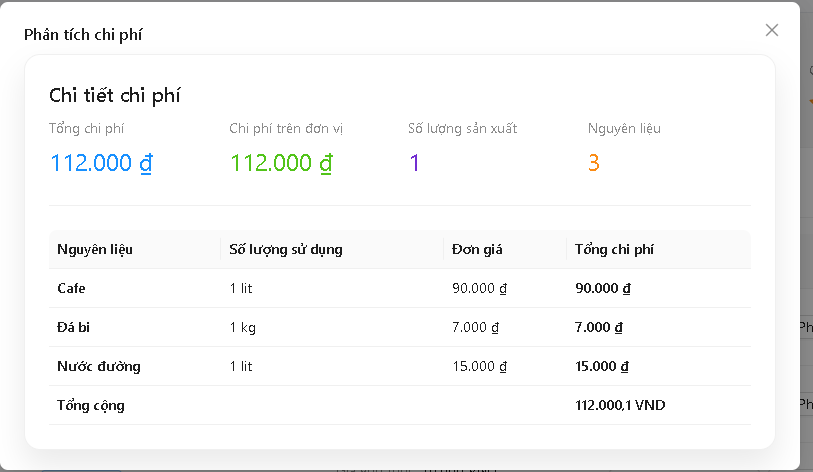 Phân tích chi phí
Chi tiết chi phí
Tổng chi phí Chi phí trên đơn vị Số lượng sản xuất Nguyên liệu
112.000 ₫ 112.000 ₫ 1 3
Nguyên liệu Số lượng sử dụng Đơn giá Tổng chi phí
Cafe 1 lit 90.000 ₫ 90.000 ₫
Đá bi 1 kg 7.000 ₫ 7.000 ₫
Nước đường 1 lit 15.000 ₫ 15.000 ₫
Tổng cộng 112.000,1 VND
Ph
Ph